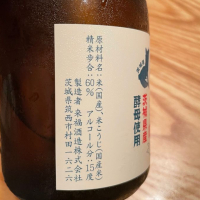 原材料名：米（国産）、米こうじ（国産米）
精米歩合：60％　アルコール分：15度
製造者　来福酒造株式会社
茨城県筑西市村田一六二六
茨城県産
酵母使用